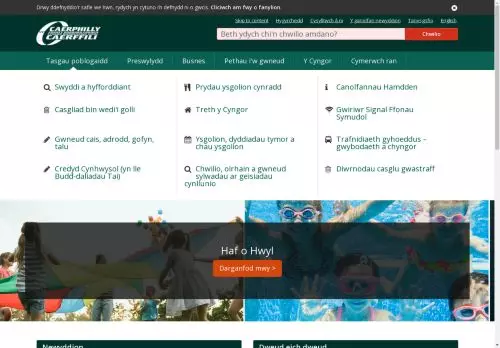 Drwy ddefnyddio'r safle we hwn, rydych yn cytuno i'n defnydd ni o gwcis. Cliciwch am fwy o fanylion.
Skip to content Hygyrchedd Cysylltwch â ni Y ganolfan newyddion Tanysgrifio English
CAERPHILLY
CAERFFILI
Beth ydych chi'n chwilio amdano?
Chwilio
Tasgau poblogaidd Preswylydd Busnes Pethau i'w gwneud Y Cyngor Cymerwch ran
Swyddi a hyfforddiant
Prydau ysgolion cynradd
Canolfannau Hamdden
Casgliad bin wedi'i golli
Treth y Cyngor
Gwiriwr Signal Ffonau
Symudol
Gwneud cais, adrodd, gofyn,
talu
Ysgolion, dyddiadau tymor a
chau ysgolion
Trafnidiaeth gyhoeddus –
gwybodaeth a chyngor
Credyd Cynhwysol (yn lle
Budd-daliadau Tai)
Chwilio, olrhain a gwneud
sylwadau ar geisiadau
cynllunio
Diwrnodau casglu gwastraff
Haf o Hwyl
Darganfod mwy >
Newyddion
Dweud eich dweud